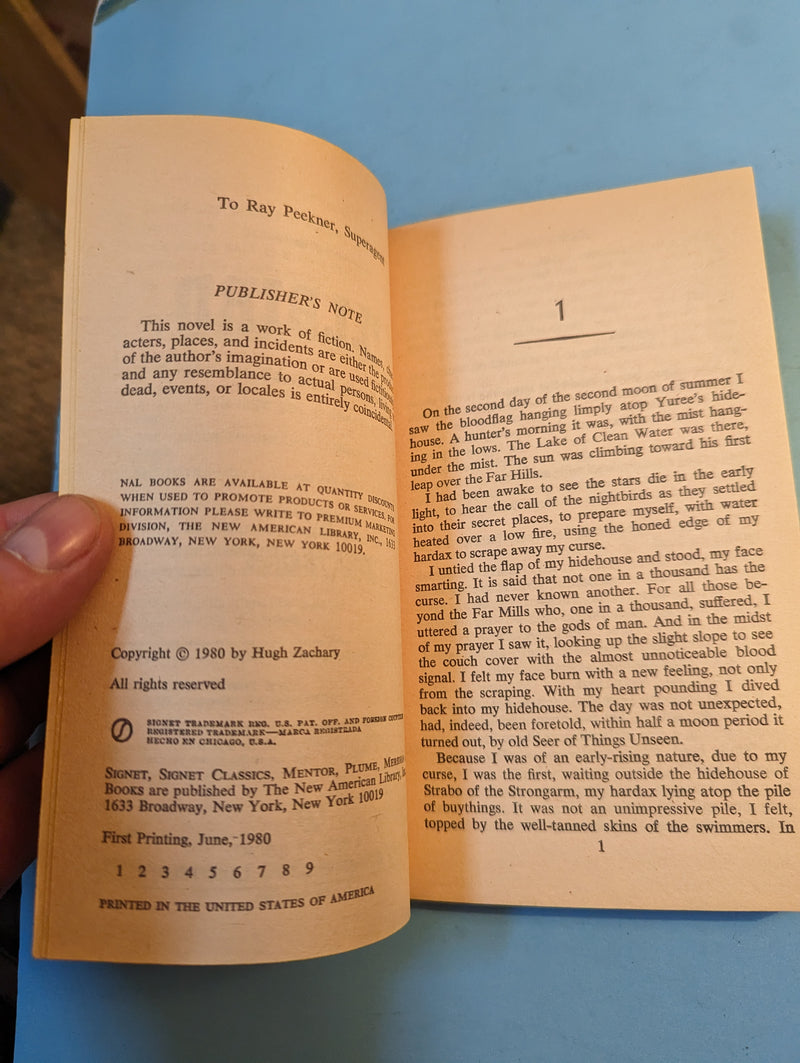 To Ray Peekner, Superagent
PUBLISHER'S NOTE
This novel is a work of fiction. Names,
acters, places, and incidents are either the
of the author's imagination or are used
and any resemblance to actual persons, living
dead, events, or locales is entirely coincidental
NAL BOOKS ARE AVAILABLE AT QUANTITY DISCOUNTS
WHEN USED TO PROMOTE PRODUCTS OR SERVICES. FOR
INFORMATION PLEASE WRITE TO PREMIUM MARKETING
DIVISION, THE NEW AMERICAN LIBRARY, INC., 1633
BROADWAY, NEW YORK, NEW YORK 10019.
Copyright © 1980 by Hugh Zachary
All rights reserved
SIGNET TRADEMARK REG. U.S. PAT. OFF. AND FOREIGN
REGISTERED TRADEMARK—MARCA REGISTRADA
HECHO EN CHICAGO, U.S.A.
SIGNET, SIGNET CLASSICS, MENTOR, PLUME,
BOOKS are published by The New American Library,
1633 Broadway, New York, New York 10019
First Printing, June, 1980
1 2 3 4 5 6 7 8 9
PRINTED IN THE UNITED STATES OF AMERICA
1
On the second day of the second moon of summer I
saw the bloodflag hanging limply atop Yuree's hide-
house. A hunter's morning it was, with the mist hang-
ing in the lows. The Lake of Clean Water was there,
under the mist. The sun was climbing toward his first
leap over the Far Hills.
I had been awake to see the stars die in the early
light, to hear the call of the nightbirds as they settled
into their secret places, to prepare myself, with water
heated over a low fire, using the honed edge of my
hardax to scrape away my curse.
I untied the flap of my hidehouse and stood, my face
smarting. It is said that not one in a thousand has the
curse. I had never known another. For all those be-
yond the Far Mills who, one in a thousand, suffered, I
uttered a prayer to the gods of man. And in the midst
of my prayer I saw it, looking up the slight slope to see
the couch cover with the almost unnoticeable blood
signal. I felt my face burn with a new feeling, not only
from the scraping. With my heart pounding I dived
back into my hidehouse. The day was not unexpected,
had, indeed, been foretold, within half a moon period it
turned out, by old Seer of Things Unseen.
Because I was of an early-rising nature, due to my
curse, I was the first, waiting outside the hidehouse of
Strabo of the Strongarm, my hardax lying atop the pile
of buythings. It was not an unimpressive pile, I felt,
topped by the well-tanned skins of the swimmers. In
1